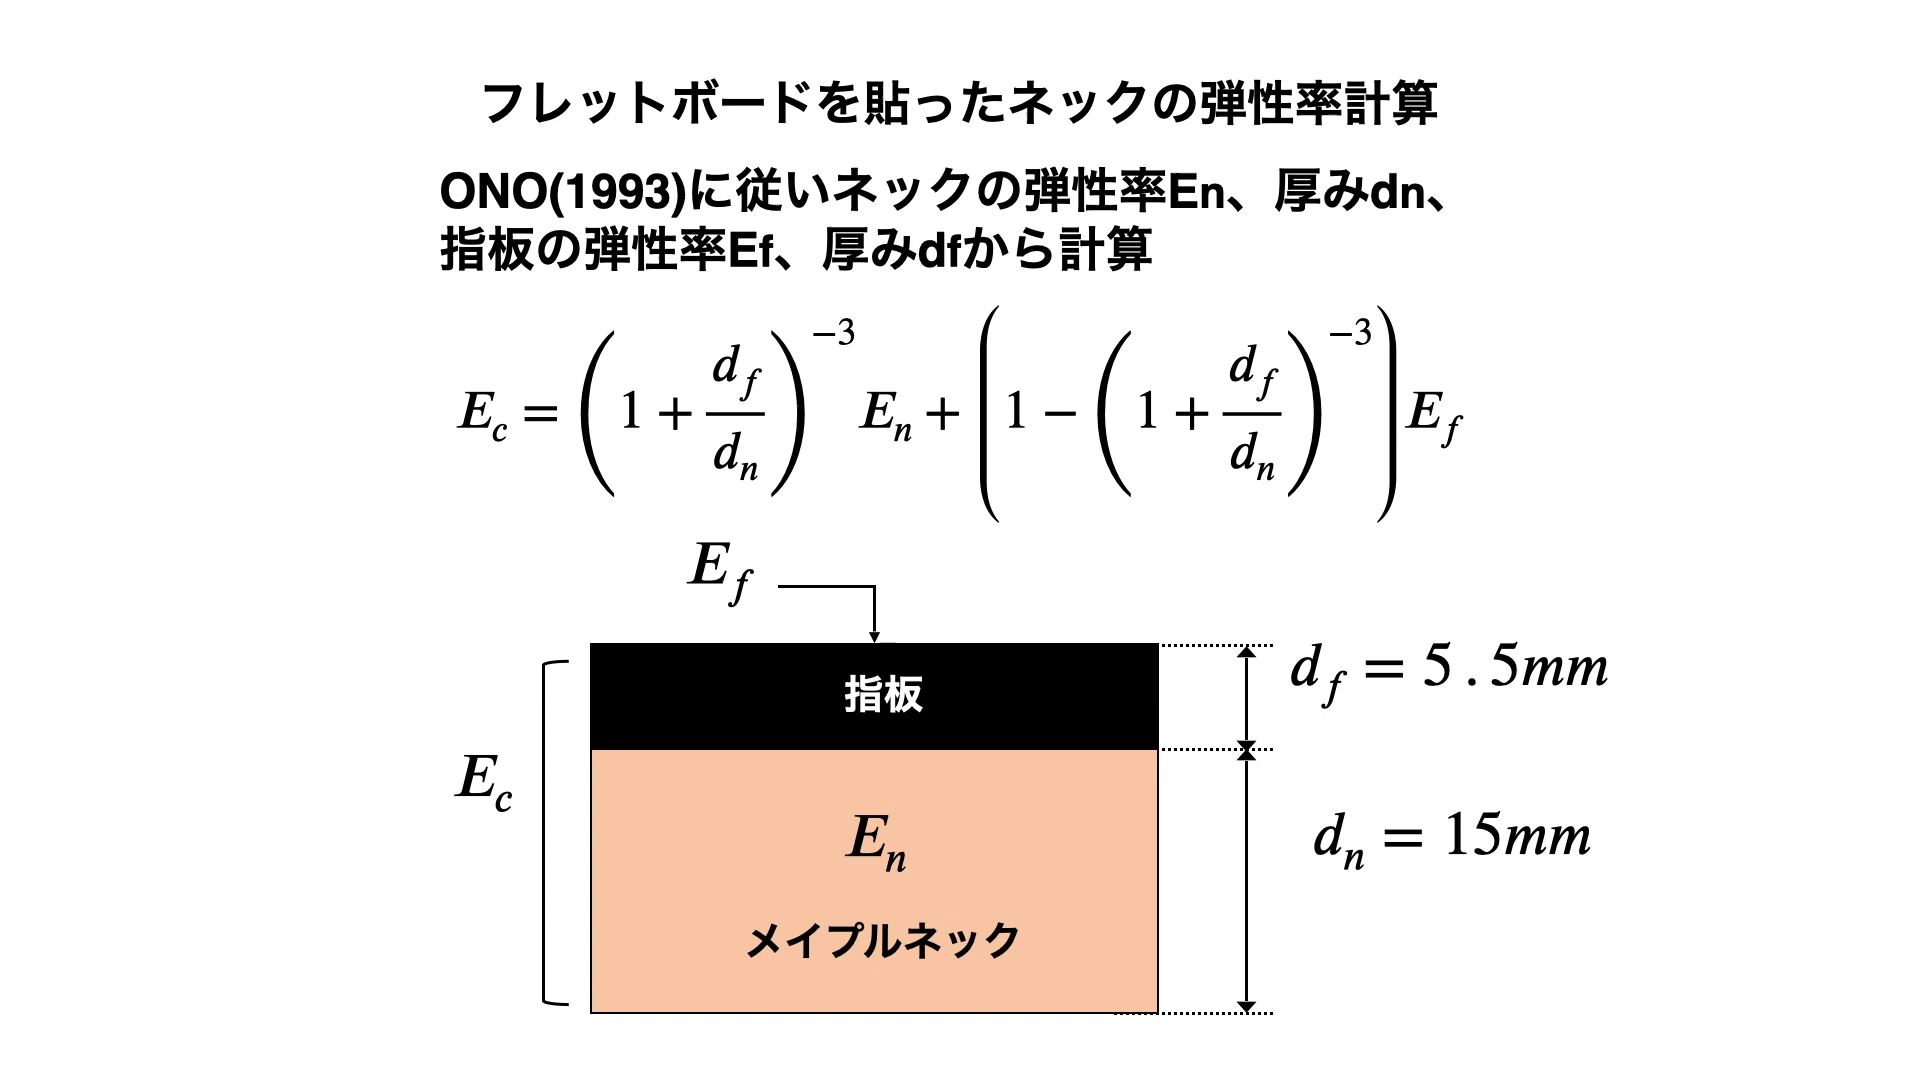 フレットボードを貼ったネックの弾性率計算
ONO(1993)に従いネックの弾性率En、厚みdn、
指板の弾性率Ef、厚みdfから計算
E_c = (1 + d_f/d_n)^{-3} E_n + (1 − (1 + d_f/d_n)^{-3}) E_f
E_f
指板
d_f = 5.5mm
E_c
E_n
d_n = 15mm
メイプルネック